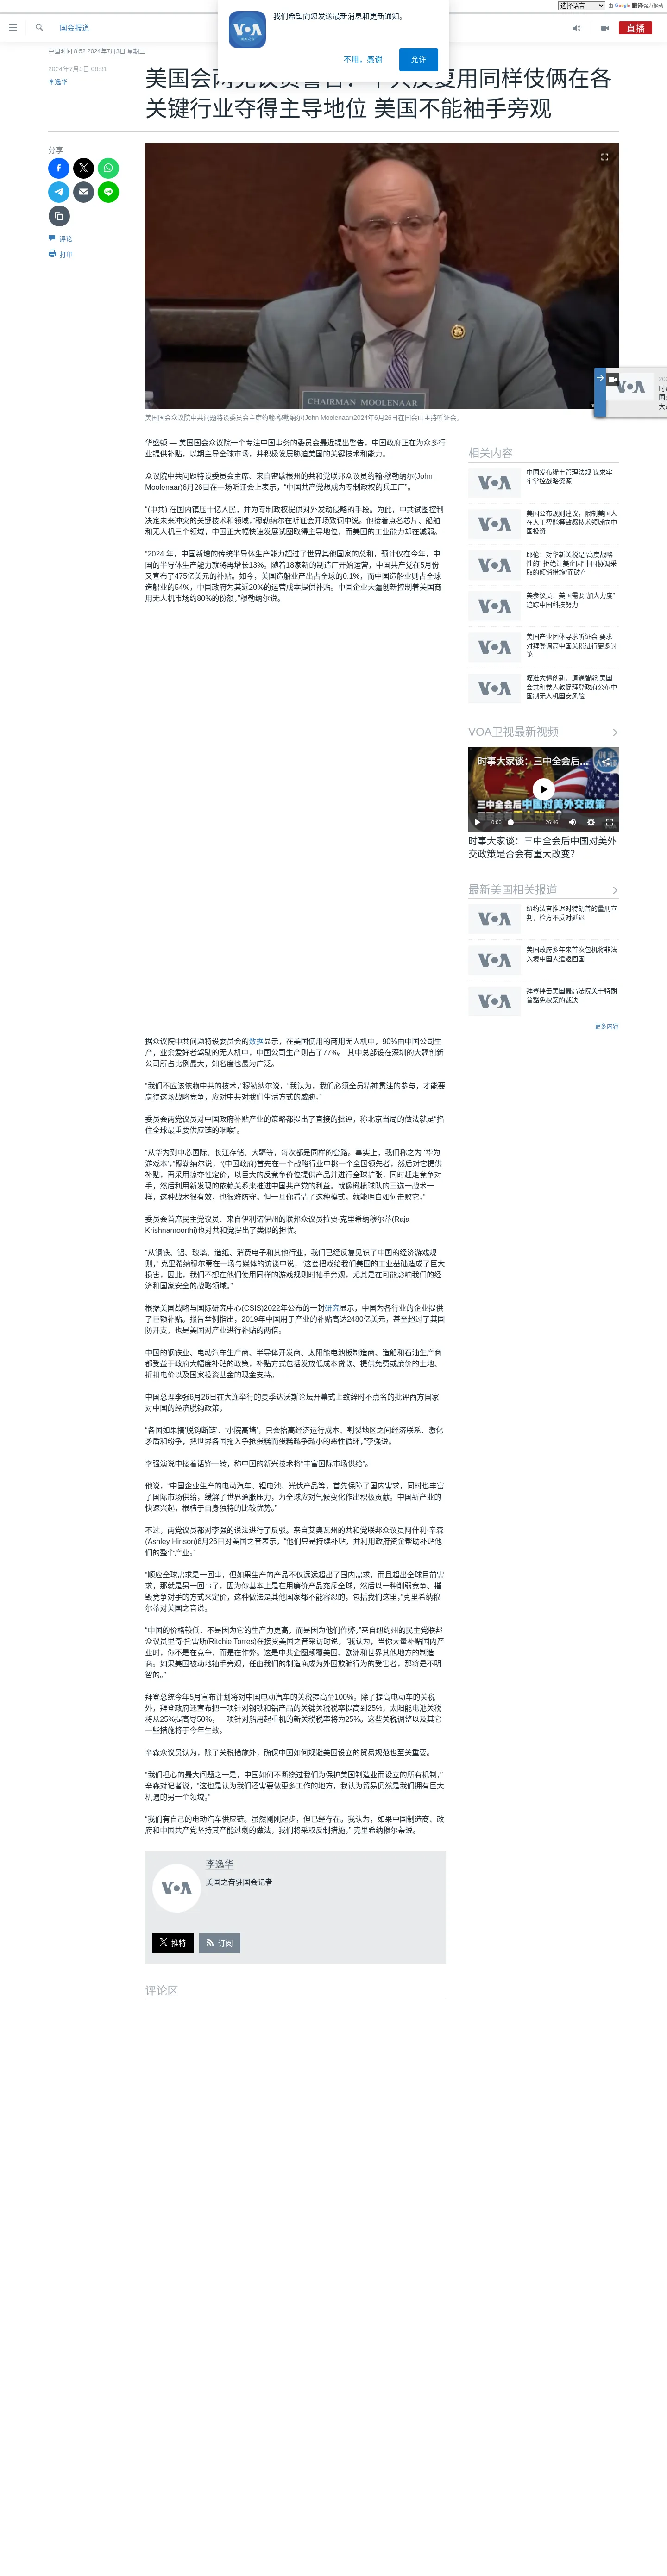 选择语言 由 Google 翻译强力驱动
国会报道
直播
我们希望向您发送最新消息和更新通知。
不用，感谢
允许
中国时间 8:52 2024年7月3日 星期三
2024年7月3日 08:31
李逸华
用同样伎俩在各
关键行业夺得主导地位 美国不能袖手旁观
分享
评论
打印
CHAIRMAN MOOLENAAR
美国国会众议院中共问题特设委员会主席约翰·穆勒纳尔(John Moolenaar)2024年6月26日在国会山主持听证会。
华盛顿 — 美国国会众议院一个专注中国事务的委员会最近提出警告，中国政府正在为众多行
业提供补贴，以期主导全球市场，并积极发展胁迫美国的关键技术和能力。
众议院中共问题特设委员会主席、来自密歇根州的共和党联邦众议员约翰·穆勒纳尔(John
Moolenaar)6月26日在一场听证会上表示，“中国共产党想成为专制政权的兵工厂”。
“(中共) 在国内镇压十亿人民，并为专制政权提供对外发动侵略的手段。为此，中共试图控制
决定未来冲突的关键技术和领域，”穆勒纳尔在听证会开场致词中说。他接着点名芯片、船舶
和无人机三个领域，中国正大幅快速发展试图取得主导地位，而美国的工业能力却在减弱。
“2024 年，中国新增的传统半导体生产能力超过了世界其他国家的总和，预计仅在今年，中
国的半导体生产能力就将再增长13%。随着18家新的制造厂开始运营，中国共产党在5月份
又宣布了475亿美元的补贴。如今，美国造船业产出占全球的0.1%，而中国造船业则占全球
造船业的54%，中国政府为其近20%的运营成本提供补贴。中国企业大疆创新控制着美国商
用无人机市场约80%的份额，”穆勒纳尔说。
据众议院中共问题特设委员会的数据显示，在美国使用的商用无人机中，90%由中国公司生
产，业余爱好者驾驶的无人机中，中国公司生产则占了77%。 其中总部设在深圳的大疆创新
公司所占比例最大，知名度也最为广泛。
“我们不应该依赖中共的技术，”穆勒纳尔说，“我认为，我们必须全员精神贯注的参与，才能要
赢得这场战略竞争，应对中共对我们生活方式的威胁。”
委员会两党议员对中国政府补贴产业的策略都提出了直接的批评，称北京当局的做法就是“掐
住全球最重要供应链的咽喉”。
“从华为到中芯国际、长江存储、大疆等，每次都是同样的套路。事实上，我们称之为 ‘华为
游戏本’，”穆勒纳尔说，“(中国政府)首先在一个战略行业中挑一个全国领先者，然后对它提供
补贴，再采用掠夺性定价，以巨大的反竞争价位提供产品并进行全球扩张，同时赶走竞争对
手，然后利用新发现的依赖关系来推进中国共产党的利益。就像橄榄球队的三选一战术一
样，这种战术很有效，也很难防守。但一旦你看清了这种模式，就能明白如何击败它。”
委员会首席民主党议员、来自伊利诺伊州的联邦众议员拉贾·克里希纳穆尔蒂(Raja
Krishnamoorthi)也对共和党提出了类似的担忧。
“从钢铁、铝、玻璃、造纸、消费电子和其他行业，我们已经反复见识了中国的经济游戏规
则，” 克里希纳穆尔蒂在一场与媒体的访谈中说，“这套把戏给我们美国的工业基础造成了巨大
损害，因此，我们不想在他们使用同样的游戏规则时袖手旁观，尤其是在可能影响我们的经
济和国家安全的战略领域。”
根据美国战略与国际研究中心(CSIS)2022年公布的一封研究显示，中国为各行业的企业提供
了巨额补贴。报告举例指出，2019年中国用于产业的补贴高达2480亿美元，甚至超过了其国
防开支，也是美国对产业进行补贴的两倍。
中国的钢铁业、电动汽车生产商、半导体开发商、太阳能电池板制造商、造船和石油生产商
都受益于政府大幅度补贴的政策，补贴方式包括发放低成本贷款、提供免费或廉价的土地、
折扣电价以及国家投资基金的现金支持。
中国总理李强6月26日在大连举行的夏季达沃斯论坛开幕式上致辞时不点名的批评西方国家
对中国的经济脱钩政策。
“各国如果搞‘脱钩断链’、‘小院高墙’，只会抬高经济运行成本、割裂地区之间经济联系、激化
矛盾和纷争，把世界各国拖入争抢蛋糕而蛋糕越争越小的恶性循环，”李强说。
李强演说中接着话锋一转，称中国的新兴技术将“丰富国际市场供给”。
他说，“中国企业生产的电动汽车、锂电池、光伏产品等，首先保障了国内需求，同时也丰富
了国际市场供给，缓解了世界通胀压力，为全球应对气候变化作出积极贡献。中国新产业的
快速兴起，根植于自身独特的比较优势。”
不过，两党议员都对李强的说法进行了反驳。来自艾奥瓦州的共和党联邦众议员阿什利·辛森
(Ashley Hinson)6月26日对美国之音表示，“他们只是持续补贴，并利用政府资金帮助补贴他
们的整个产业。”
“顺应全球需求是一回事，但如果生产的产品不仅远远超出了国内需求，而且超出全球目前需
求，那就是另一回事了，因为你基本上是在用廉价产品充斥全球，然后以一种削弱竞争、摧
毁竞争对手的方式来定价，这种做法是其他国家都不能容忍的，包括我们这里，”克里希纳穆
尔蒂对美国之音说。
“中国的价格较低，不是因为它的生产力更高，而是因为他们作弊，”来自纽约州的民主党联邦
众议员里奇·托雷斯(Ritchie Torres)在接受美国之音采访时说，“我认为，当你大量补贴国内产
业时，你不是在竞争，而是在作弊。这是中共企图颠覆美国、欧洲和世界其他地方的制造
商。如果美国被动地袖手旁观，任由我们的制造商成为外国欺骗行为的受害者，那将是不明
智的。”
拜登总统今年5月宣布计划将对中国电动汽车的关税提高至100%。除了提高电动车的关税
外，拜登政府还宣布把一项针对钢铁和铝产品的关键关税税率提高到25%，太阳能电池关税
将从25%提高导50%，一项针对船用起重机的新关税税率将为25%。这些关税调整以及其它
一些措施将于今年生效。
辛森众议员认为，除了关税措施外，确保中国如何规避美国设立的贸易规范也至关重要。
“我们担心的最大问题之一是，中国如何不断绕过我们为保护美国制造业而设立的所有机制，”
辛森对记者说，“这也是认为我们还需要做更多工作的地方，我认为贸易仍然是我们拥有巨大
机遇的另一个领域。”
“我们有自己的电动汽车供应链。虽然刚刚起步，但已经存在。我认为，如果中国制造商、政
府和中国共产党坚持其产能过剩的做法，我们将采取反制措施，” 克里希纳穆尔蒂说。
VOA
李逸华
美国之音驻国会记者
推特
订阅
评论区
相关内容
中国发布稀土管理法规 谋求牢
牢掌控战略资源
美国公布规则建议，限制美国人
在人工智能等敏感技术领域向中
国投资
耶伦：对华新关税是“高度战略
性的” 拒绝让美企因“中国协调采
取的倾销措施”而破产
美参议员：美国需要“加大力度”
追踪中国科技努力
美国产业团体寻求听证会 要求
对拜登调高中国关税进行更多讨
论
瞄准大疆创新、道通智能 美国
会共和党人敦促拜登政府公布中
国制无人机国安风险
VOA卫视最新视频
时事大家谈：三中全会后...
三中全会后中国对美外交政策
0:00 26:46
时事大家谈：三中全会后中国对美外
交政策是否会有重大改变?
最新美国相关报道
纽约法官推迟对特朗普的量刑宣
判，检方不反对延迟
美国政府多年来首次包机将非法
入境中国人遣返回国
拜登抨击美国最高法院关于特朗
普豁免权案的裁决
更多内容